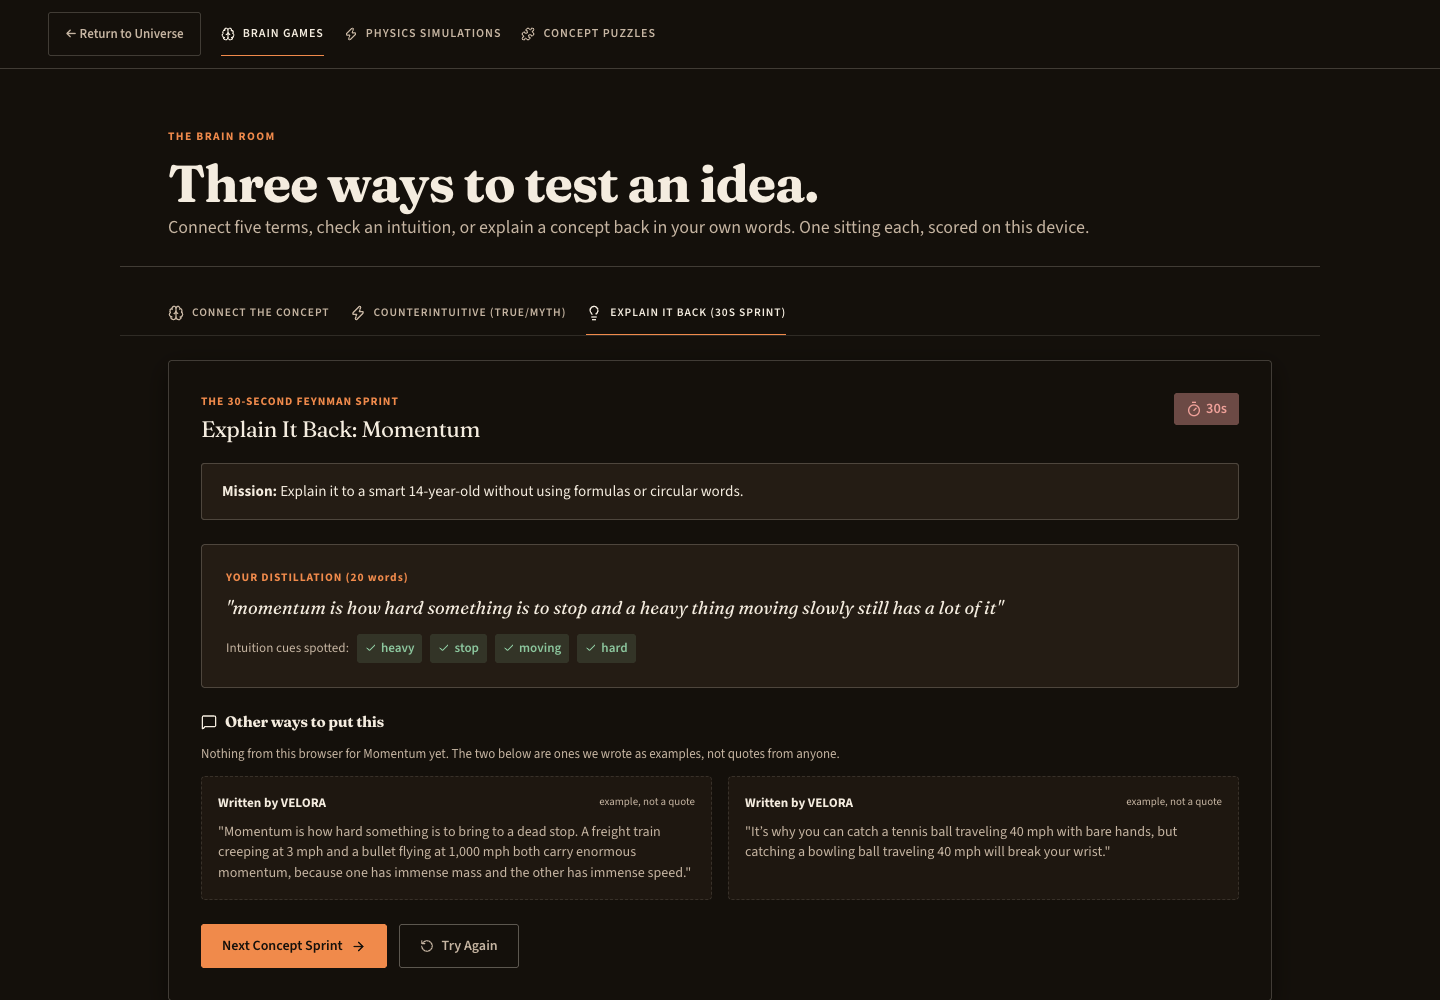 ← Return to Universe
BRAIN GAMES
PHYSICS SIMULATIONS
CONCEPT PUZZLES
THE BRAIN ROOM
Three ways to test an idea.
Connect five terms, check an intuition, or explain a concept back in your own words. One sitting each, scored on this device.
CONNECT THE CONCEPT
COUNTERINTUITIVE (TRUE/MYTH)
EXPLAIN IT BACK (30S SPRINT)
THE 30-SECOND FEYNMAN SPRINT
30s
Explain It Back: Momentum
Mission: Explain it to a smart 14-year-old without using formulas or circular words.
YOUR DISTILLATION (20 words)
"momentum is how hard something is to stop and a heavy thing moving slowly still has a lot of it"
Intuition cues spotted: ✓ heavy ✓ stop ✓ moving ✓ hard
Other ways to put this
Nothing from this browser for Momentum yet. The two below are ones we wrote as examples, not quotes from anyone.
Written by VELORA
example, not a quote
"Momentum is how hard something is to bring to a dead stop. A freight train
creeping at 3 mph and a bullet flying at 1,000 mph both carry enormous
momentum, because one has immense mass and the other has immense speed."
Written by VELORA
example, not a quote
"It's why you can catch a tennis ball traveling 40 mph with bare hands, but
catching a bowling ball traveling 40 mph will break your wrist."
Next Concept Sprint →
Try Again